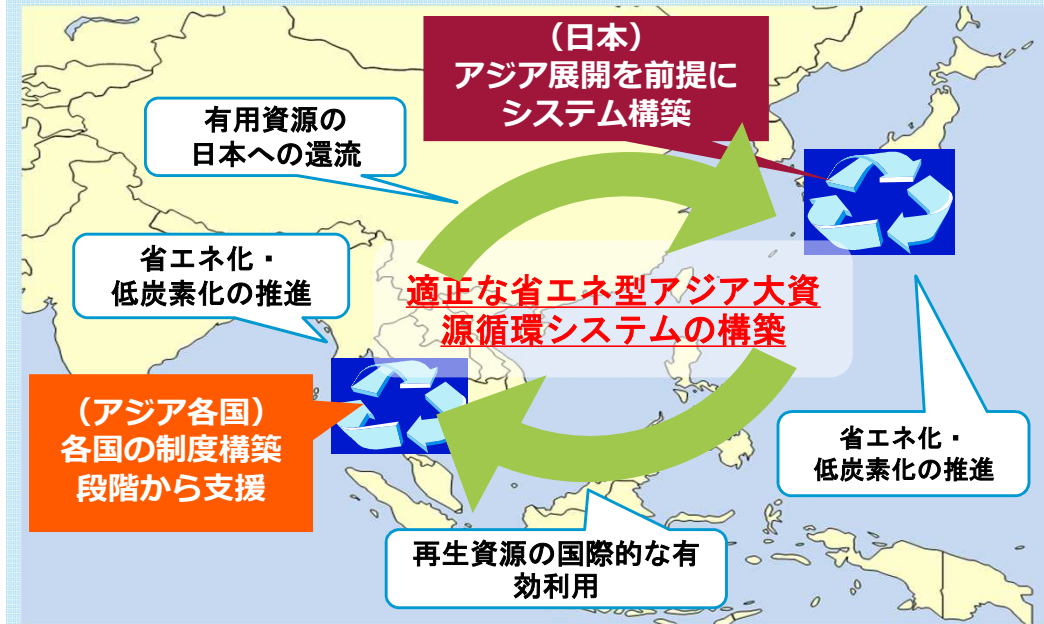 （日本）
アジア展開を前提に
システム構築
有用資源の
日本への還流
省エネ化・
低炭素化の推進
適正な省エネ型アジア大資
源循環システムの構築
（アジア各国）
各国の制度構築
段階から支援
省エネ化・
低炭素化の推進
再生資源の国際的な有
効利用